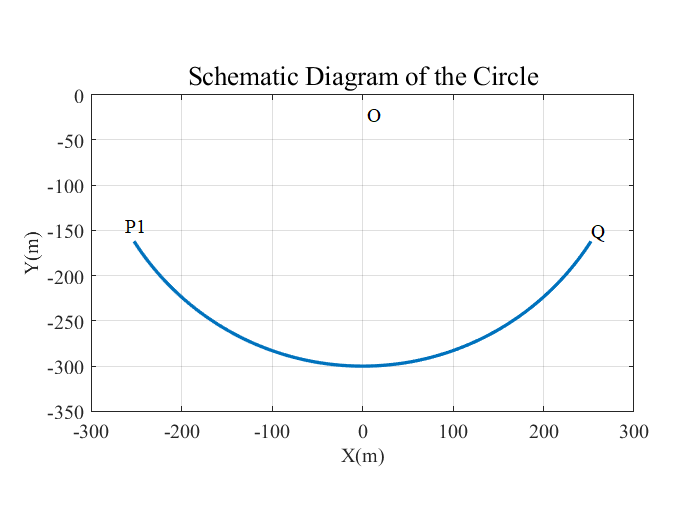 Schematic Diagram of the Circle
0
O
-50
-100
P1
-150
Q
Y(m)
-200
-250
-300
-350
-300 -200 -100 0 100 200 300
X(m)